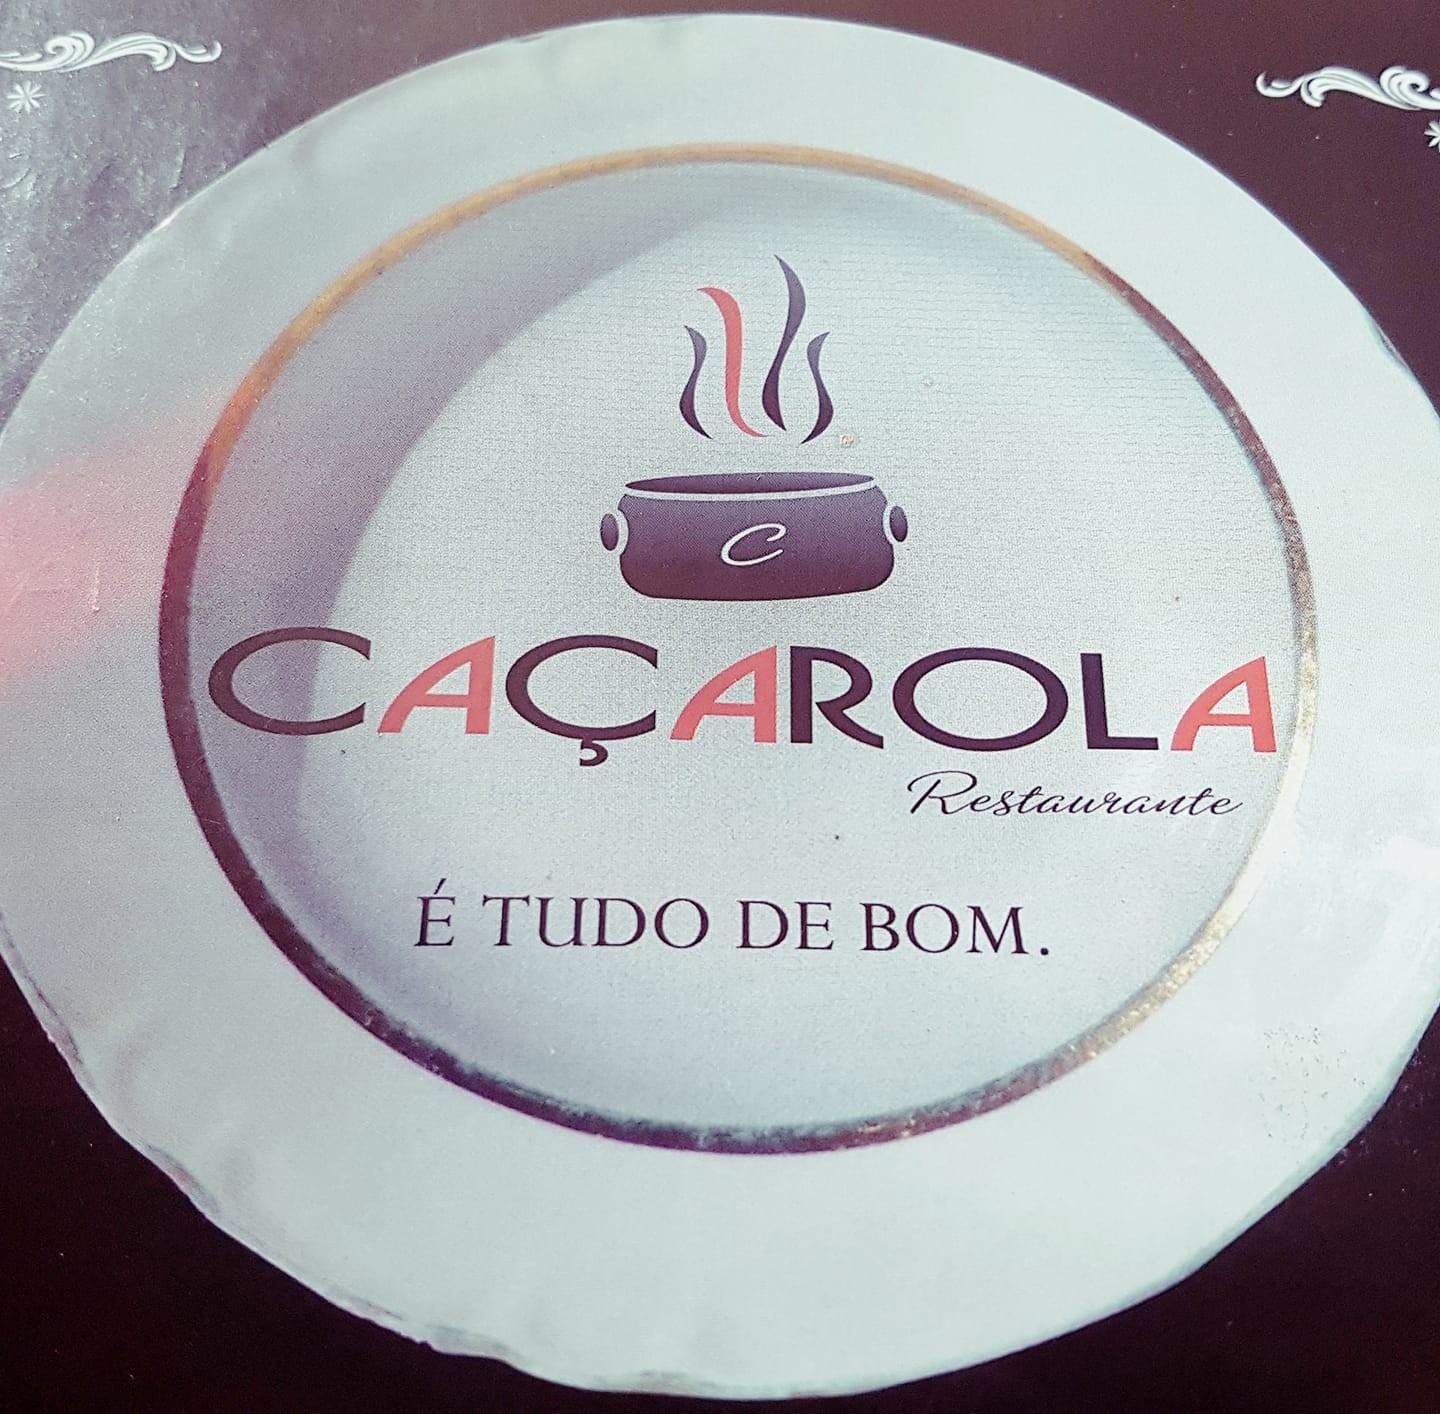 C
CAÇAROLA
Restaurante
É TUDO DE BOM.